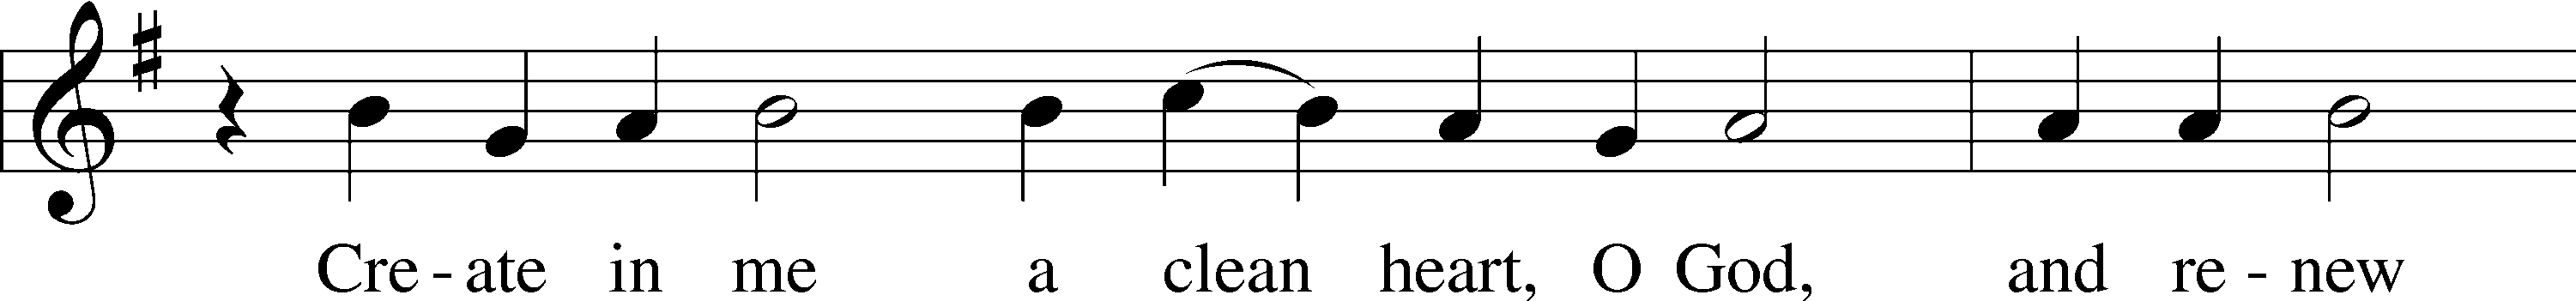 Cre - ate in me a clean heart, O God, and re - new